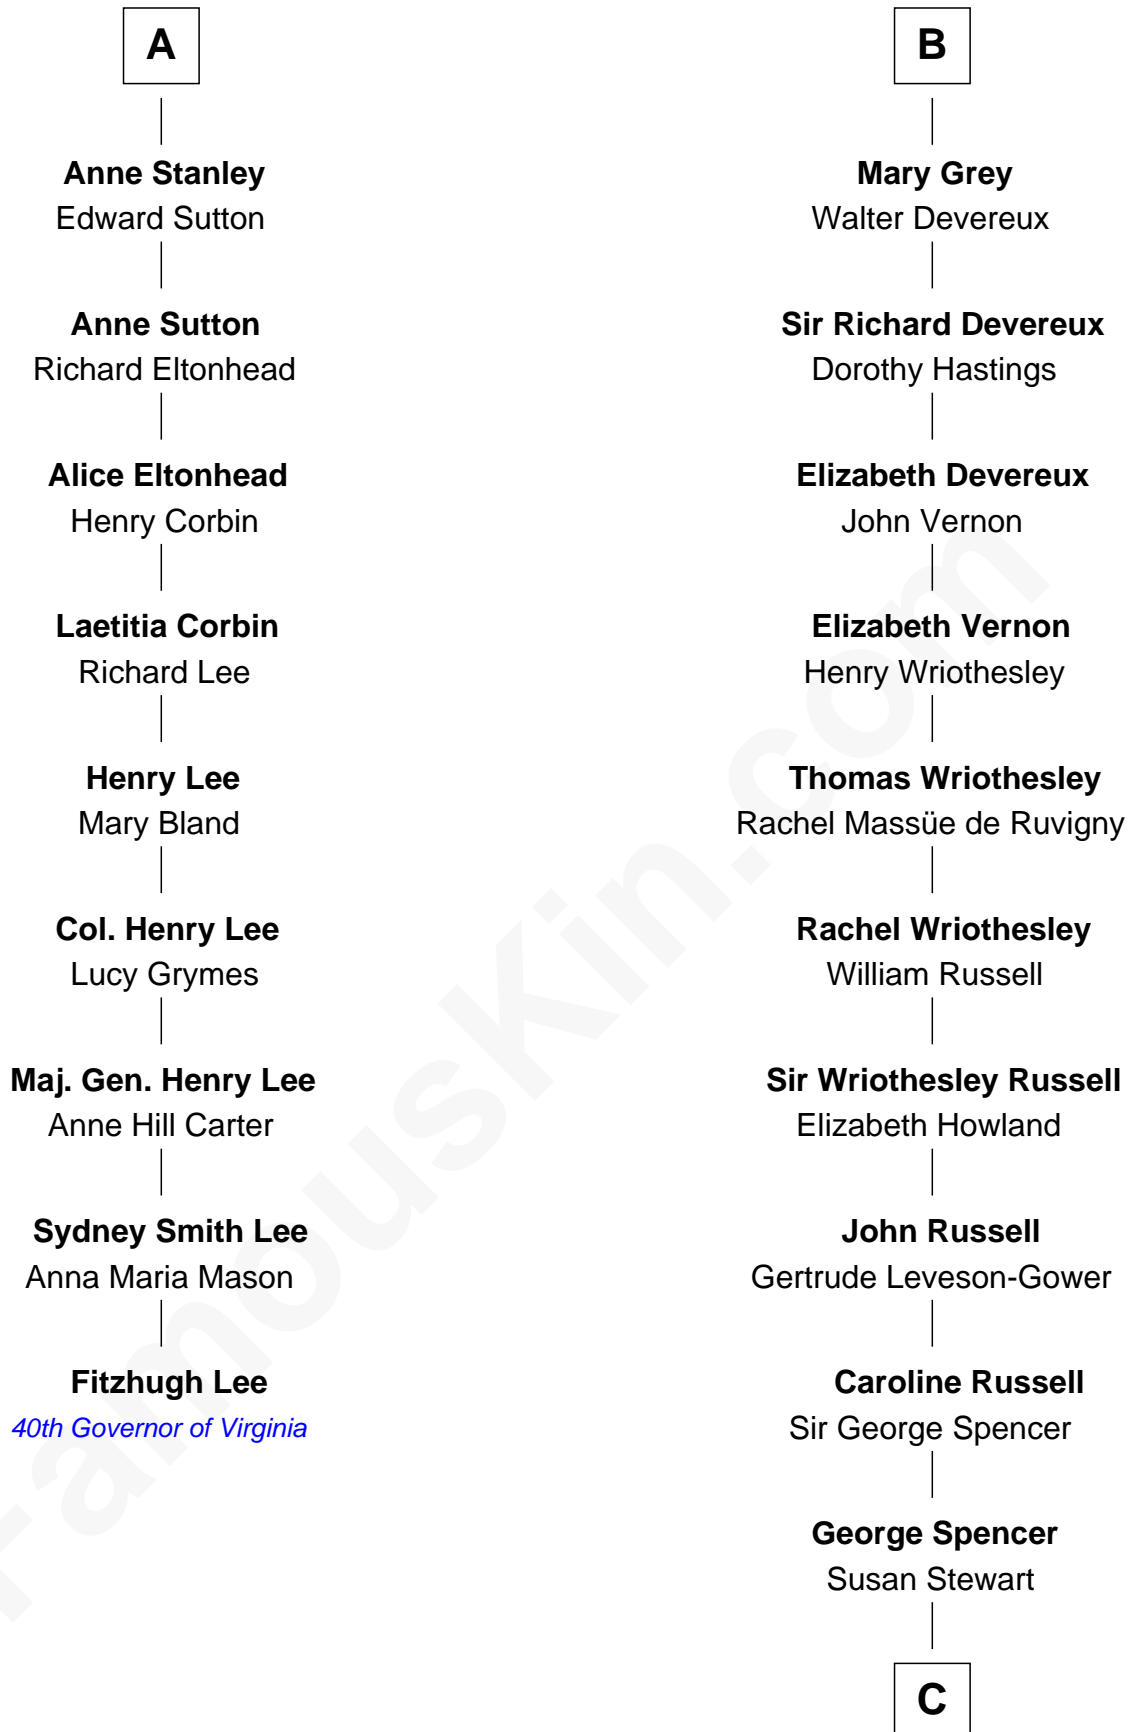 A
Anne Stanley
Edward Sutton
Anne Sutton
Richard Eltonhead
Alice Eltonhead
Henry Corbin
Laetitia Corbin
Richard Lee
Henry Lee
Mary Bland
Col. Henry Lee
Lucy Grymes
Maj. Gen. Henry Lee
Anne Hill Carter
Sydney Smith Lee
Anna Maria Mason
Fitzhugh Lee
40th Governor of Virginia
B
Mary Grey
Walter Devereux
Sir Richard Devereux
Dorothy Hastings
Elizabeth Devereux
John Vernon
Elizabeth Vernon
Henry Wriothesley
Thomas Wriothesley
Rachel Massüe de Ruvigny
Rachel Wriothesley
William Russell
Sir Wriothesley Russell
Elizabeth Howland
John Russell
Gertrude Leveson-Gower
Caroline Russell
Sir George Spencer
George Spencer
Susan Stewart
C
FamousKin.com